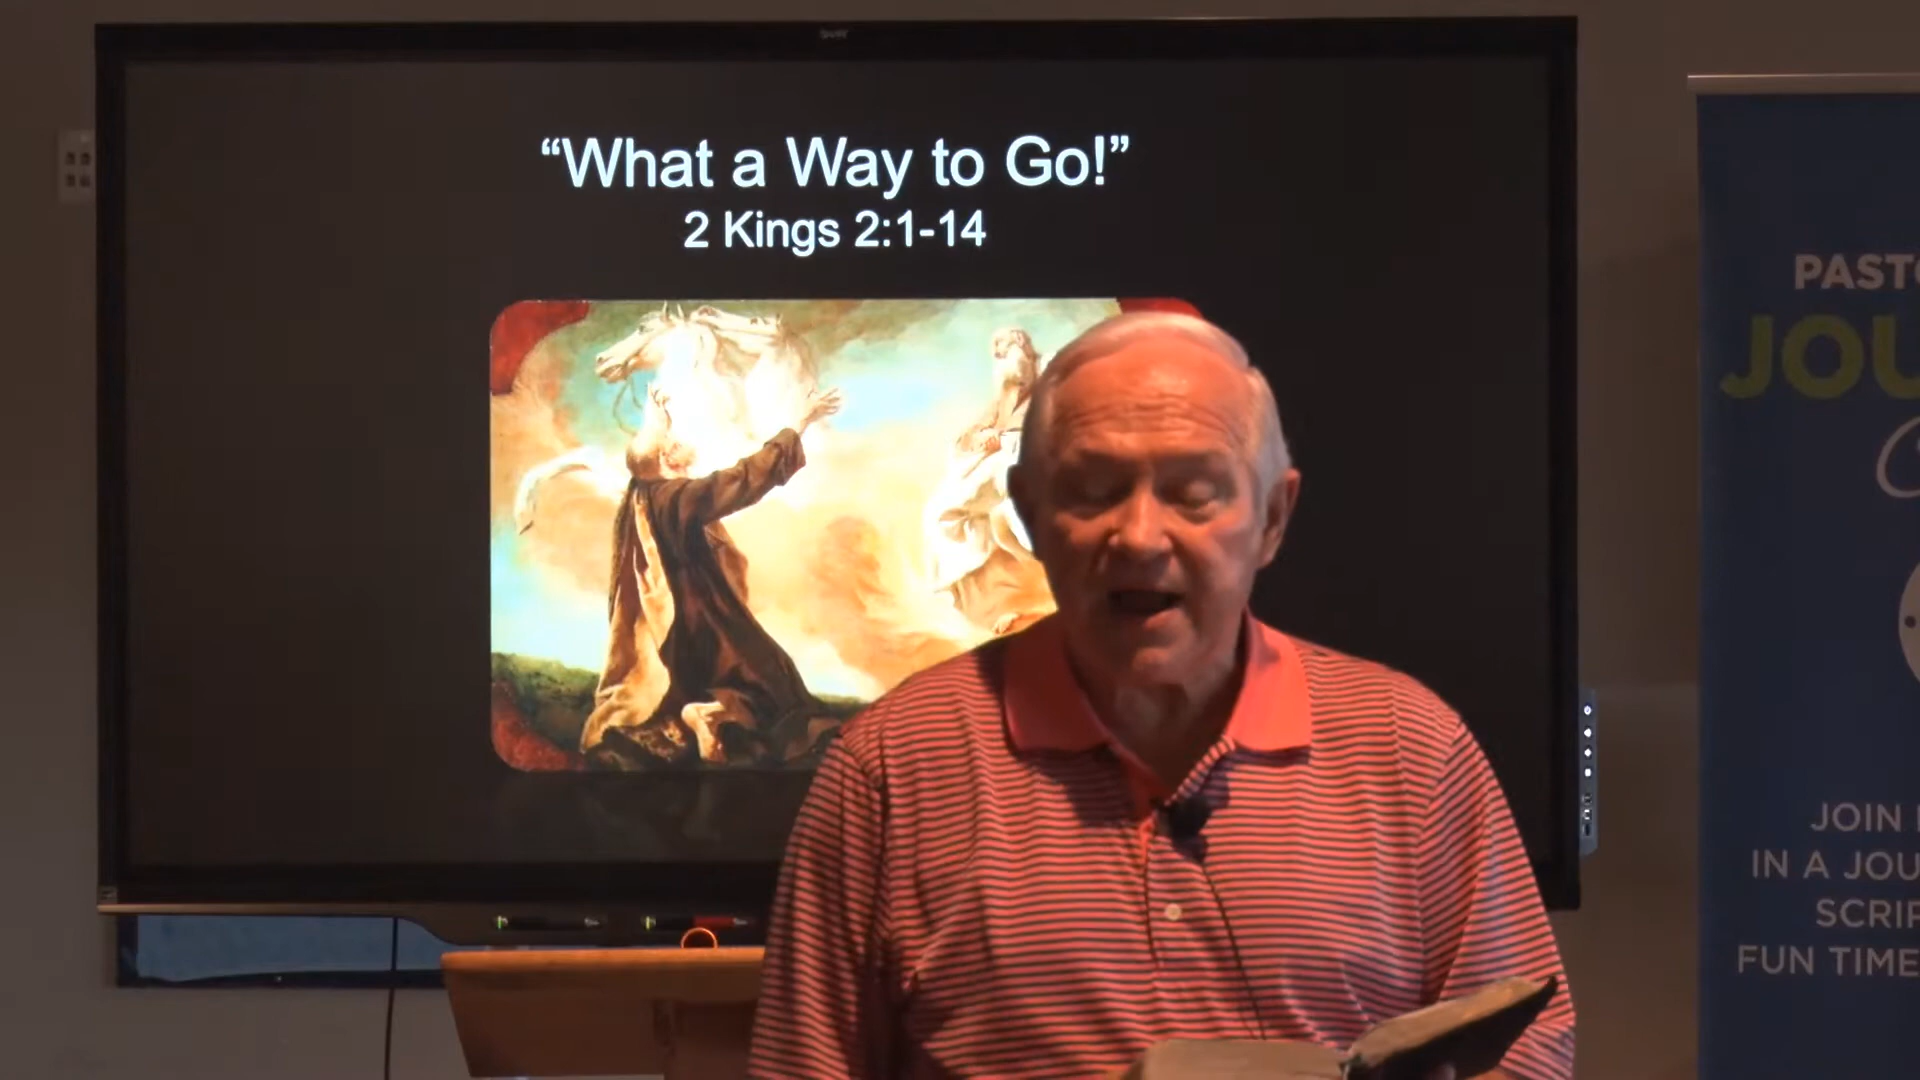 “What a Way to Go!”
2 Kings 2:1-14
PAST
JOU
JOIN
IN A JOU
SCRIP
FUN TIME